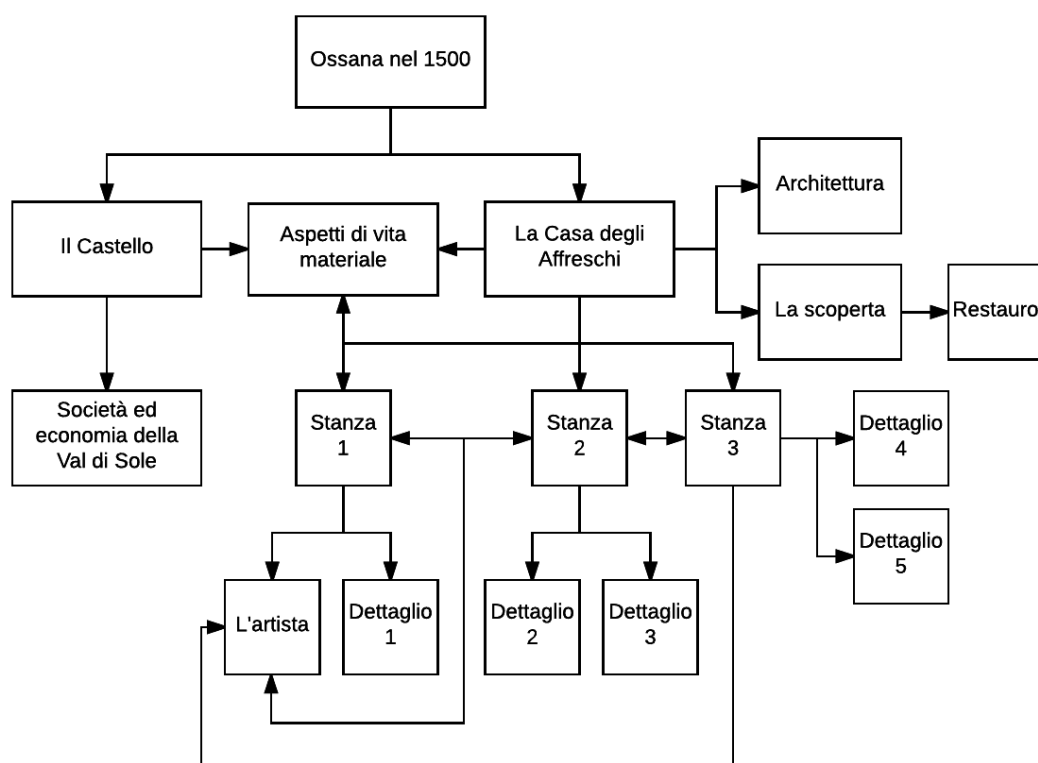 Ossana nel 1500
Architettura
Il Castello
Aspetti di vita
materiale
La Casa degli
Affreschi
La scoperta
Restauro
Società ed
economia della
Val di Sole
Stanza
1
Stanza
2
Stanza
3
Dettaglio
4
Dettaglio
5
L'artista
Dettaglio
1
Dettaglio
2
Dettaglio
3